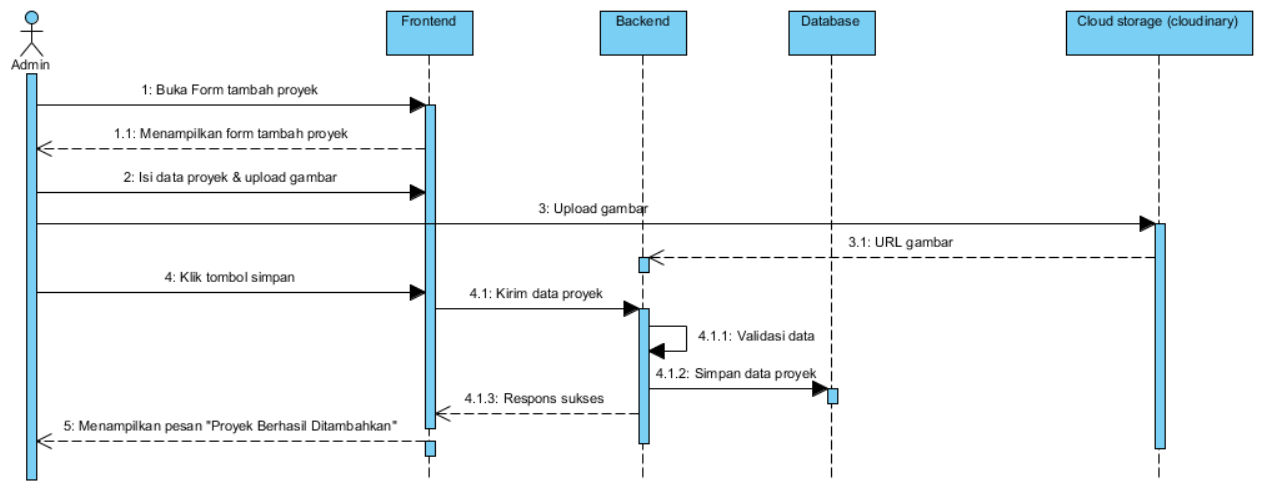 Admin
Frontend
Backend
Database
Cloud storage (cloudinary)
1: Buka Form tambah proyek
1.1: Menampilkan form tambah proyek
2: Isi data proyek & upload gambar
3: Upload gambar
3.1: URL gambar
4: Klik tombol simpan
4.1: Kirim data proyek
4.1.1: Validasi data
4.1.2: Simpan data proyek
4.1.3: Respons sukses
5: Menampilkan pesan "Proyek Berhasil Ditambahkan"